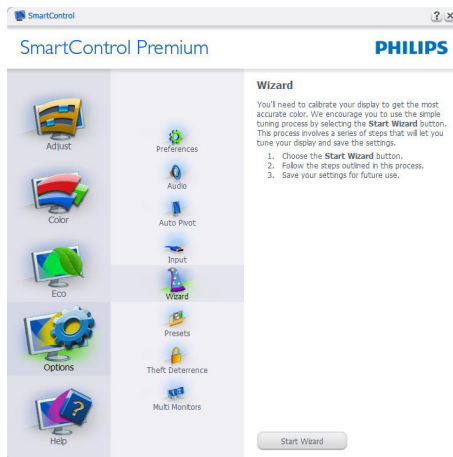 SmartControl
SmartControl Premium
PHILIPS
Adjust
Color
Eco
Options
Help
Preferences
Audio
Auto Pivot
Input
Wizard
Presets
Theft Deterrence
Multi Monitors
Wizard
You'll need to calibrate your display to get the most
accurate color. We encourage you to use the simple
tuning process by selecting the Start Wizard button.
This process involves a series of steps that will let you
tune your display and save the settings.
1. Choose the Start Wizard button.
2. Follow the steps outlined in this process.
3. Save your settings for future use.
Start Wizard